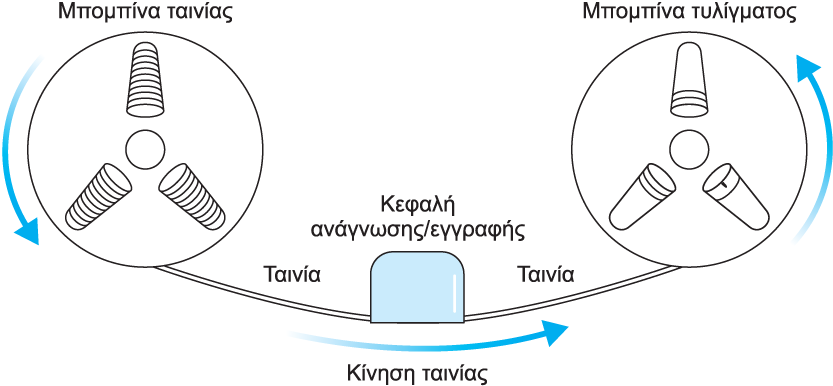 Μπομπίνα ταινίας
Μπομπίνα τυλίγματος
Κεφαλή
ανάγνωσης/εγγραφής
Ταινία
Ταινία
Κίνηση ταινίας